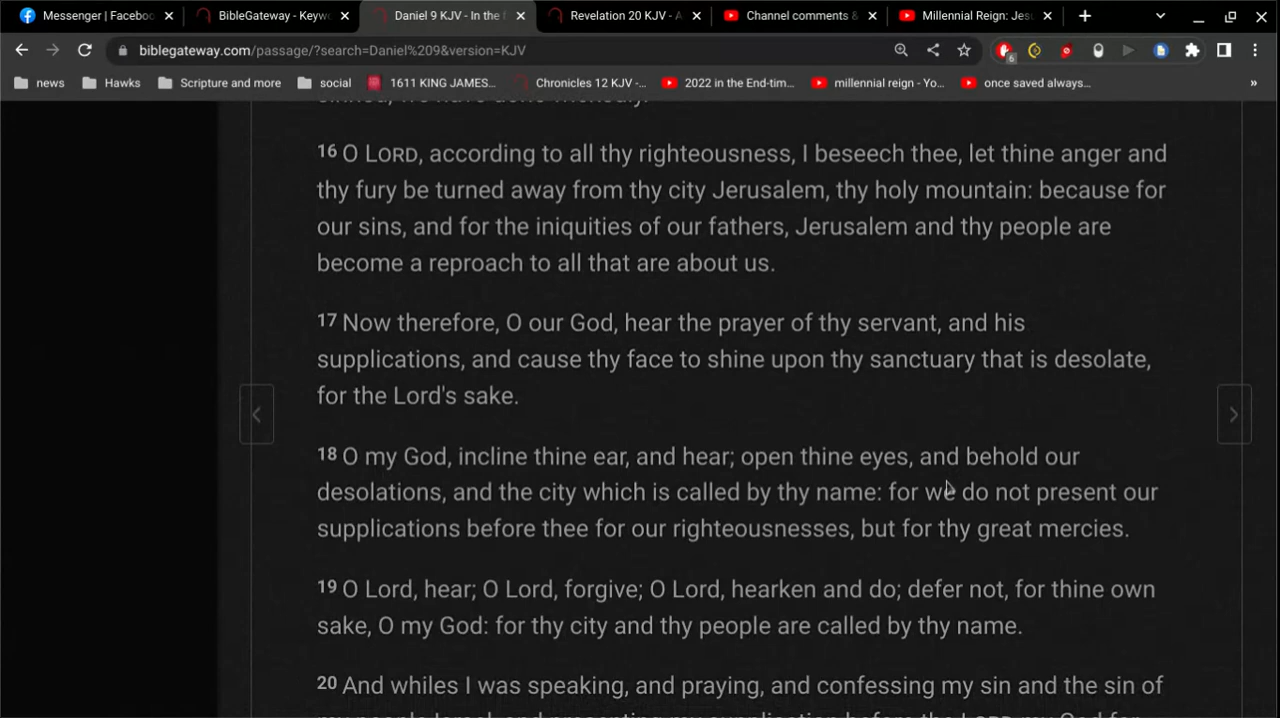 Messenger | Faceboo
BibleGateway - Keyw
Daniel 9 KJV - In the f
Revelation 20 KJV - A
Channel comments &
Millennial Reign: Jesu
biblegateway.com/passage/?search=Daniel%209&version=KJV
6
news
Hawks
Scripture and more
social
1611 KING JAMES...
Chronicles 12 KJV -...
2022 in the End-tim...
millennial reign - Yo...
once saved always...
»
16 O LORD, according to all thy righteousness, I beseech thee, let thine anger and
thy fury be turned away from thy city Jerusalem, thy holy mountain: because for
our sins, and for the iniquities of our fathers, Jerusalem and thy people are
become a reproach to all that are about us.
17 Now therefore, O our God, hear the prayer of thy servant, and his
supplications, and cause thy face to shine upon thy sanctuary that is desolate,
for the Lord's sake.
18 O my God, incline thine ear, and hear; open thine eyes, and behold our
desolations, and the city which is called by thy name: for we do not present our
supplications before thee for our righteousnesses, but for thy great mercies.
19 O Lord, hear; O Lord, forgive; O Lord, hearken and do; defer not, for thine own
sake, O my God: for thy city and thy people are called by thy name.
20 And whiles I was speaking, and praying, and confessing my sin and the sin of